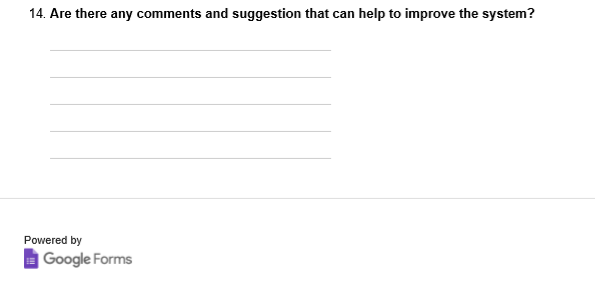 14. Are there any comments and suggestion that can help to improve the system?
Powered by
Google Forms